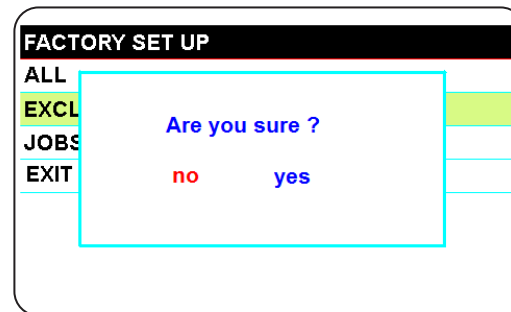 FACTORY SET UP
ALL
EXCL
JOBS
EXIT
Are you sure ?
no yes